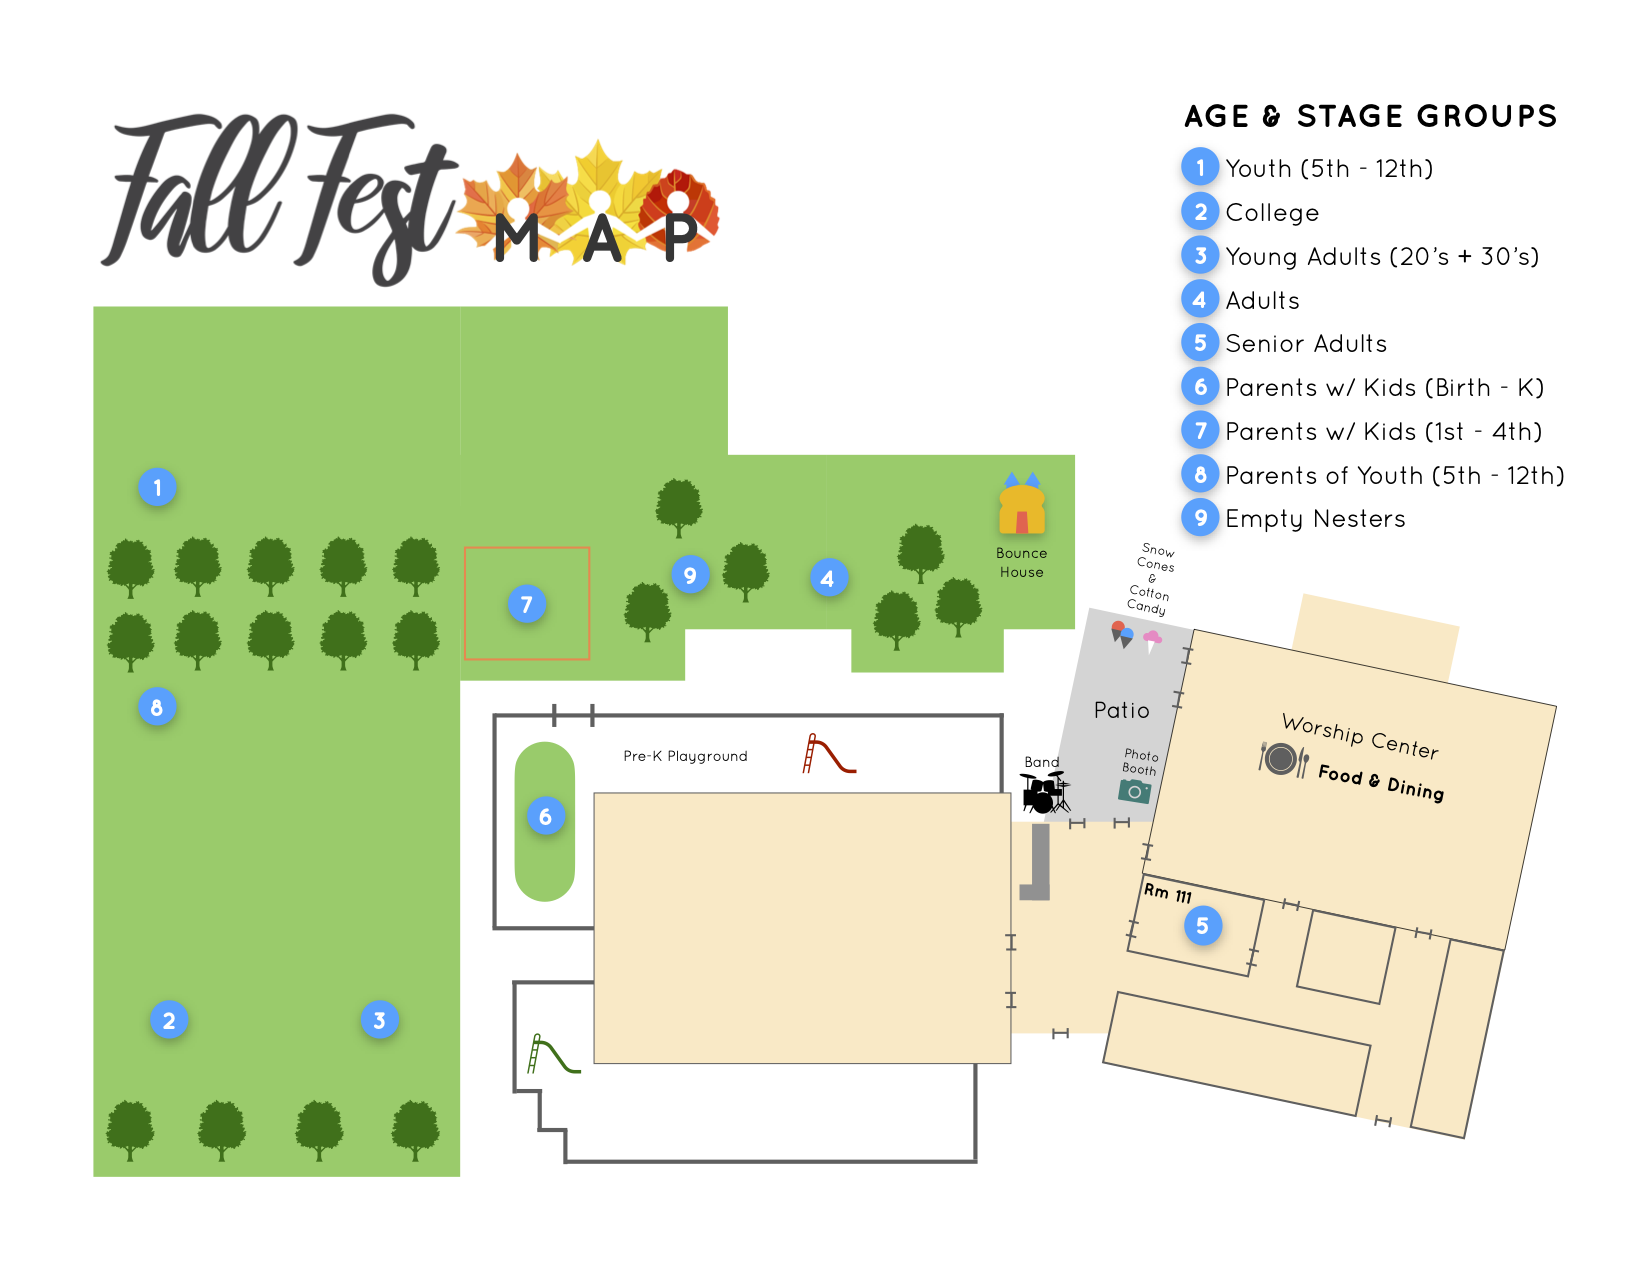 Fall Fest
MAP
AGE & STAGE GROUPS
1 Youth (5th - 12th)
2 College
3 Young Adults (20's + 30's)
4 Adults
5 Senior Adults
6 Parents w/ Kids (Birth - K)
7 Parents w/ Kids (1st - 4th)
8 Parents of Youth (5th - 12th)
9 Empty Nesters
1
9
4
7
8
Bounce
House
Snow
Cones
&
Cotton
Candy
Patio
Worship Center
Food & Dining
Pre-K Playground
Band
Photo
Booth
6
Rm 111
5
2
3